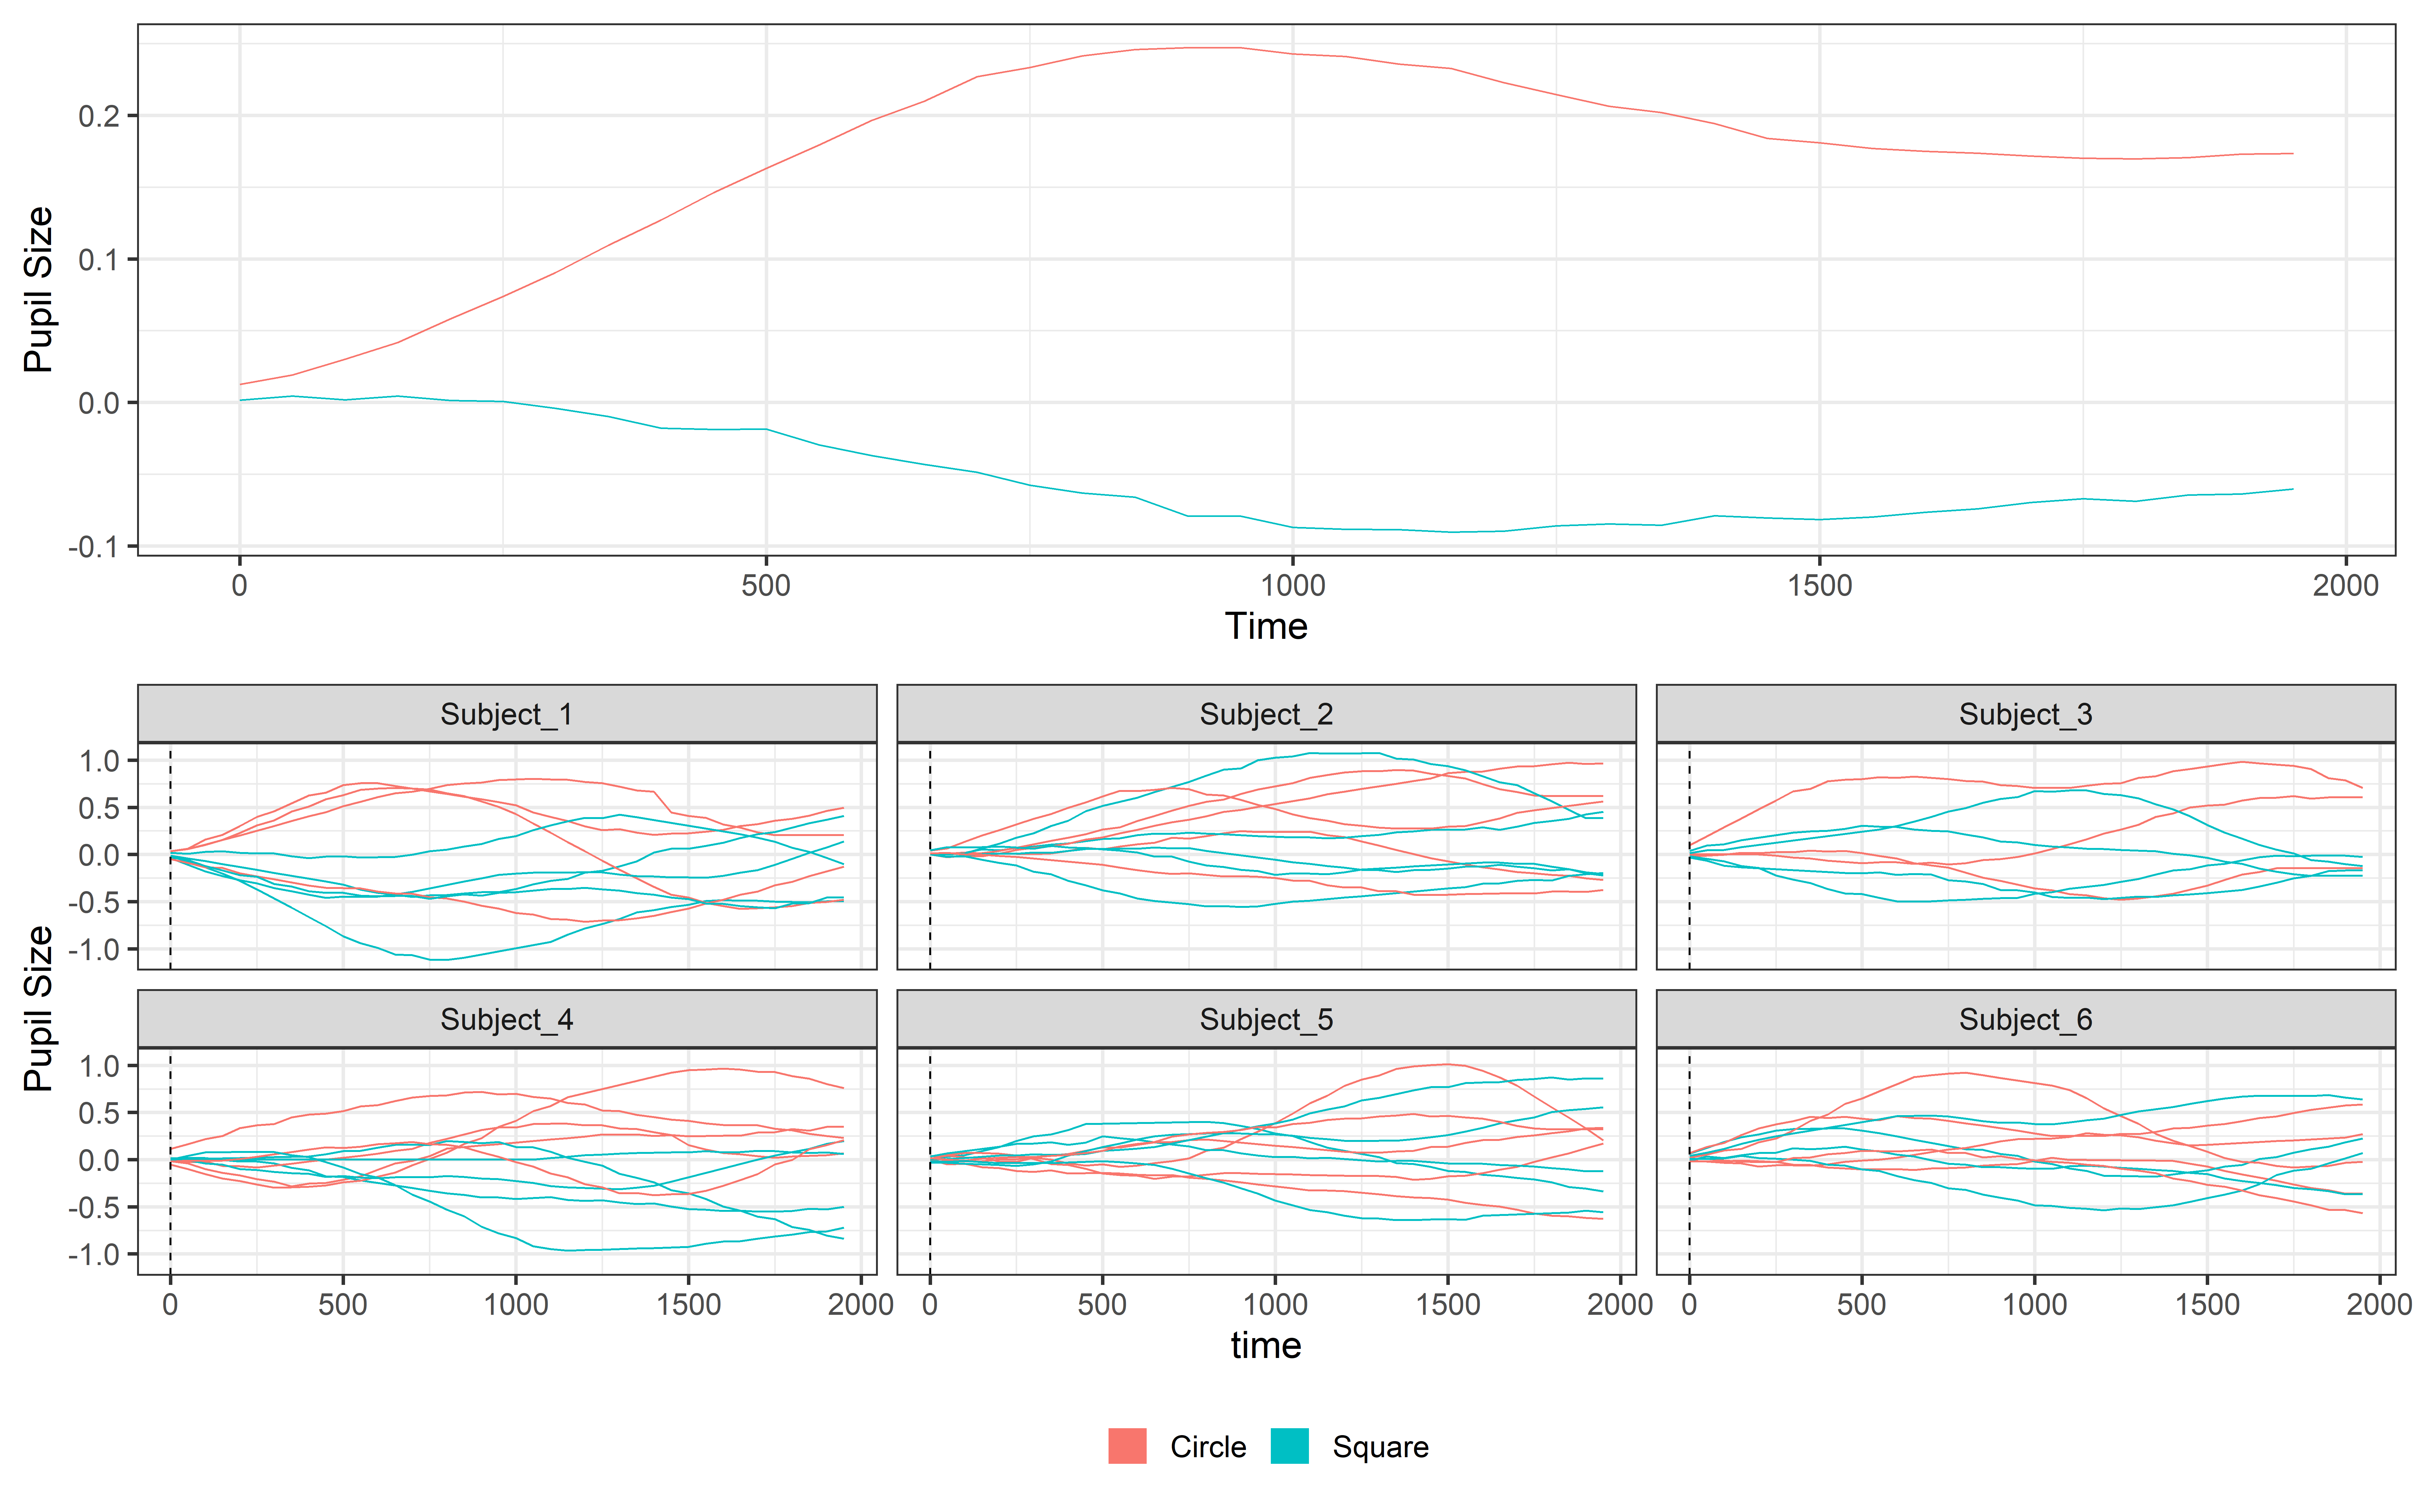 Pupil Size
0.2
0.1
0.0
-0.1
0 500 1000 1500 2000
Time
Subject_1 Subject_2 Subject_3
Pupil Size
1.0
0.5
0.0
-0.5
-1.0
Subject_4 Subject_5 Subject_6
1.0
0.5
0.0
-0.5
-1.0
0 500 1000 1500 2000 0 500 1000 1500 2000 0 500 1000 1500 2000
time
Circle Square